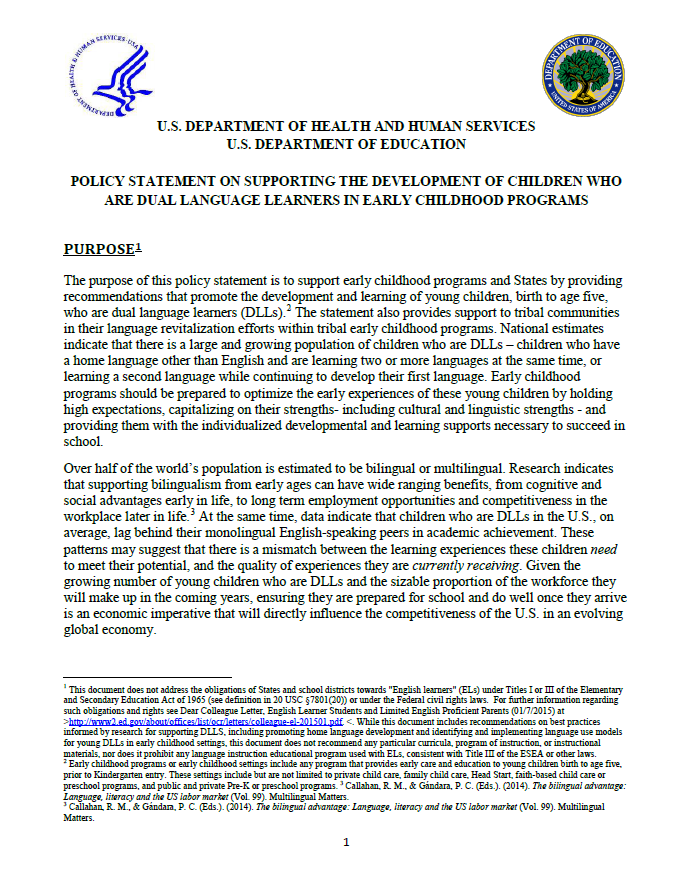 DEPARTMENT OF HEALTH & HUMAN SERVICES · USA
DEPARTMENT OF EDUCATION
UNITED STATES OF AMERICA
U.S. DEPARTMENT OF HEALTH AND HUMAN SERVICES
U.S. DEPARTMENT OF EDUCATION
POLICY STATEMENT ON SUPPORTING THE DEVELOPMENT OF CHILDREN WHO
ARE DUAL LANGUAGE LEARNERS IN EARLY CHILDHOOD PROGRAMS
PURPOSE1
The purpose of this policy statement is to support early childhood programs and States by providing
recommendations that promote the development and learning of young children, birth to age five,
who are dual language learners (DLLs).2 The statement also provides support to tribal communities
in their language revitalization efforts within tribal early childhood programs. National estimates
indicate that there is a large and growing population of children who are DLLs – children who have
a home language other than English and are learning two or more languages at the same time, or
learning a second language while continuing to develop their first language. Early childhood
programs should be prepared to optimize the early experiences of these young children by holding
high expectations, capitalizing on their strengths- including cultural and linguistic strengths - and
providing them with the individualized developmental and learning supports necessary to succeed in
school.
Over half of the world's population is estimated to be bilingual or multilingual. Research indicates
that supporting bilingualism from early ages can have wide ranging benefits, from cognitive and
social advantages early in life, to long term employment opportunities and competitiveness in the
workplace later in life.3 At the same time, data indicate that children who are DLLs in the U.S., on
average, lag behind their monolingual English-speaking peers in academic achievement. These
patterns may suggest that there is a mismatch between the learning experiences these children need
to meet their potential, and the quality of experiences they are currently receiving. Given the
growing number of young children who are DLLs and the sizable proportion of the workforce they
will make up in the coming years, ensuring they are prepared for school and do well once they arrive
is an economic imperative that will directly influence the competitiveness of the U.S. in an evolving
global economy.
1 This document does not address the obligations of States and school districts towards "English learners" (ELs) under Titles I or III of the Elementary
and Secondary Education Act of 1965 (see definition in 20 USC §7801(20)) or under the Federal civil rights laws. For further information regarding
such obligations and rights see Dear Colleague Letter, English Learner Students and Limited English Proficient Parents (01/7/2015) at
>http://www2.ed.gov/about/offices/list/ocr/letters/colleague-el-201501.pdf. <. While this document includes recommendations on best practices
informed by research for supporting DLLS, including promoting home language development and identifying and implementing language use models
for young DLLs in early childhood settings, this document does not recommend any particular curricula, program of instruction, or instructional
materials, nor does it prohibit any language instruction educational program used with ELs, consistent with Title III of the ESEA or other laws.
2 Early childhood programs or early childhood settings include any program that provides early care and education to young children birth to age five,
prior to Kindergarten entry. These settings include but are not limited to private child care, family child care, Head Start, faith-based child care or
preschool programs, and public and private Pre-K or preschool programs. 3 Callahan, R. M., & Gándara, P. C. (Eds.). (2014). The bilingual advantage:
Language, literacy and the US labor market (Vol. 99). Multilingual Matters.
3 Callahan, R. M., & Gándara, P. C. (Eds.). (2014). The bilingual advantage: Language, literacy and the US labor market (Vol. 99). Multilingual
Matters.
1